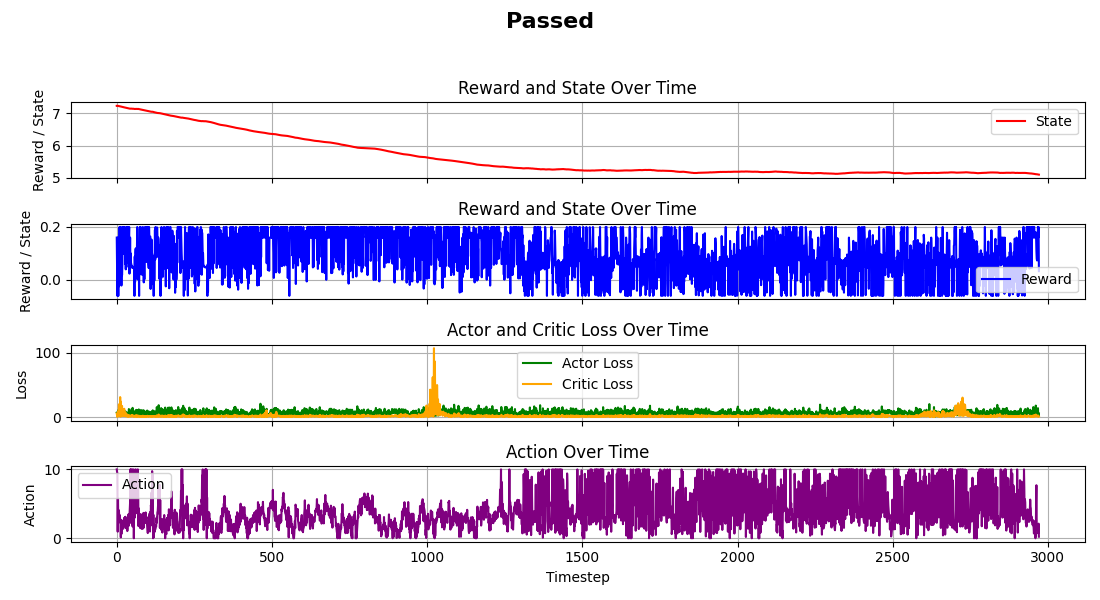 Passed
Reward and State Over Time
Reward / State
7
6
5
State
Reward and State Over Time
Reward / State
0.2
0.0
Reward
Actor and Critic Loss Over Time
Loss
100
0
Actor Loss
Critic Loss
Action Over Time
Action
10
0
Action
0
500
1000
1500
2000
2500
3000
Timestep